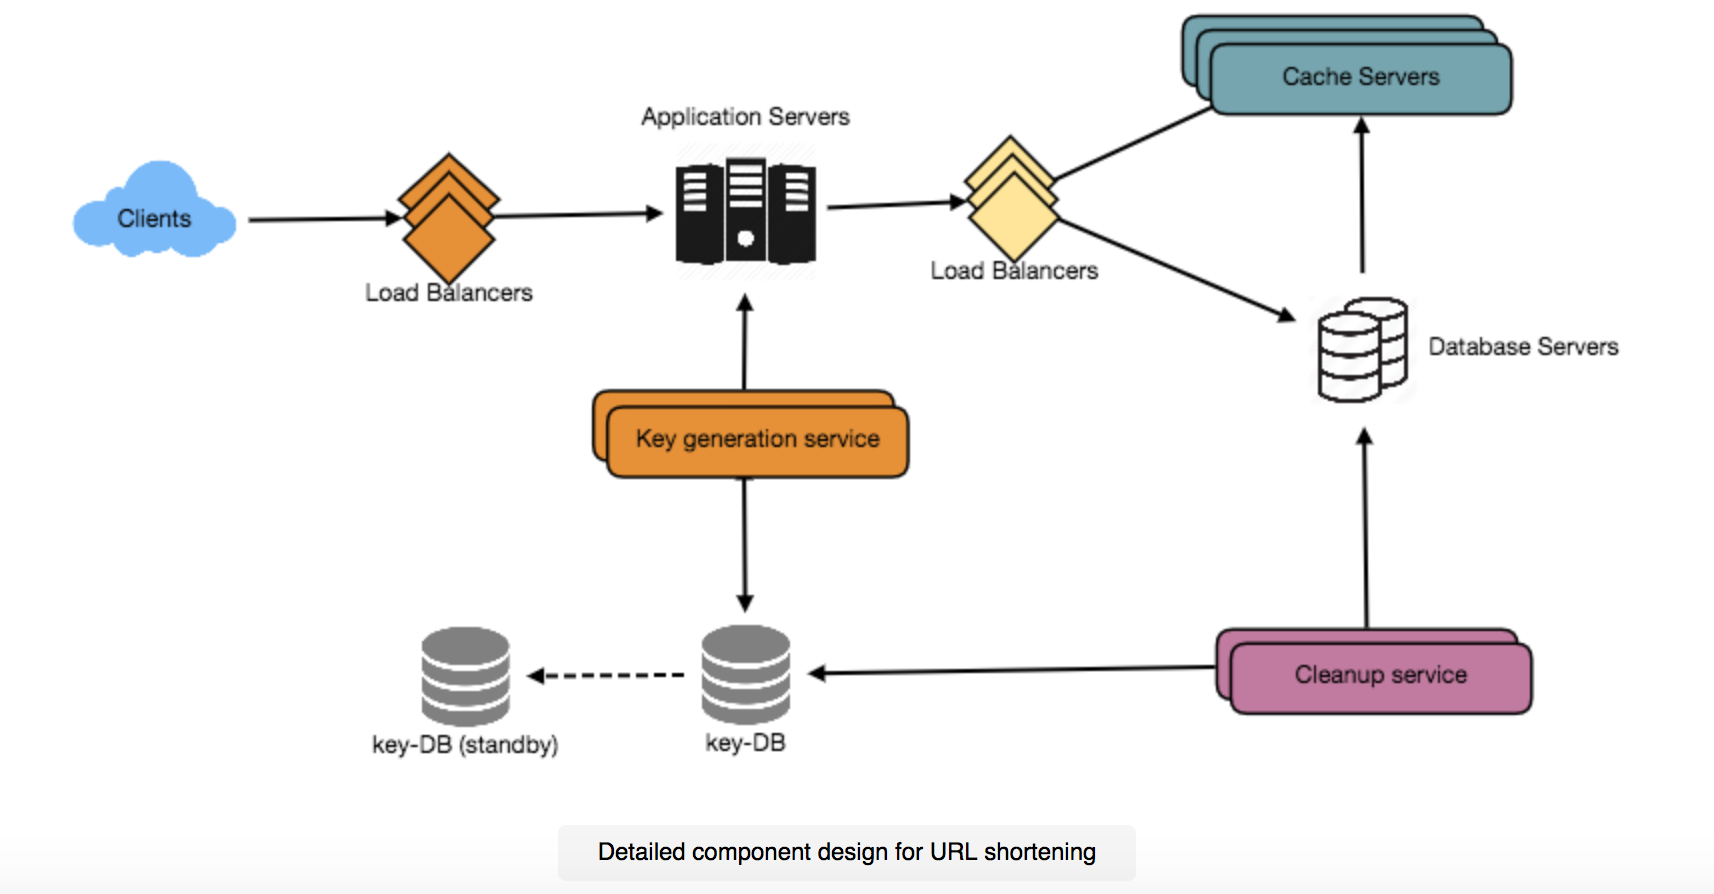 Cache Servers
Application Servers
Clients
Load Balancers
Load Balancers
Database Servers
Key generation service
Cleanup service
key-DB (standby)
key-DB
Detailed component design for URL shortening